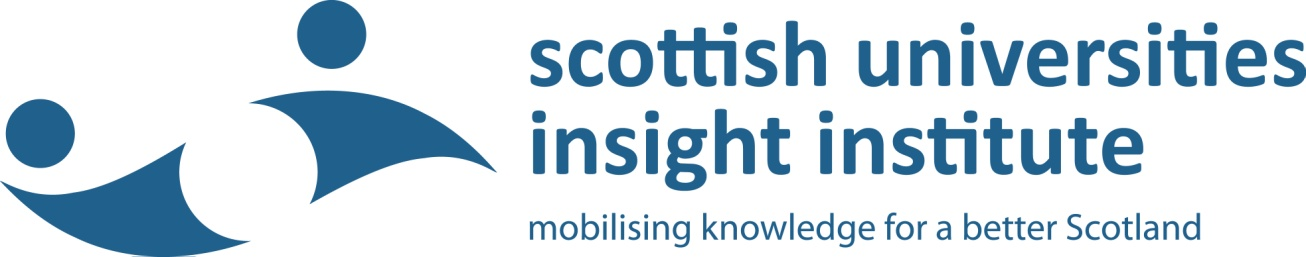 scottish universities
insight institute
mobilising knowledge for a better Scotland